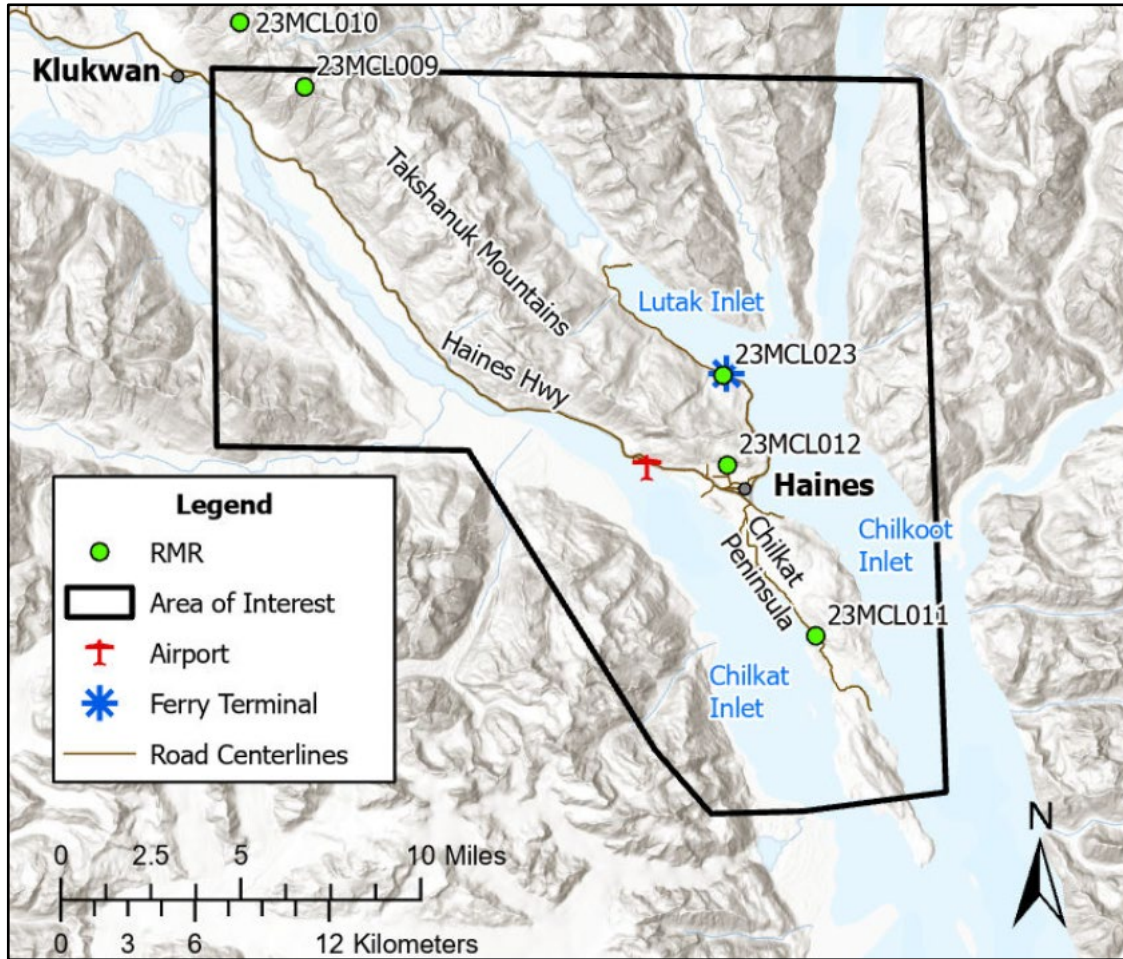 23MCL010
Klukwan
23MCL009
Takshanuk Mountains
Lutak Inlet
Haines Hwy
23MCL023
23MCL012
Haines
Chilkat
Peninsula
Chilkoot
Inlet
23MCL011
Chilkat
Inlet
Legend
RMR
Area of Interest
Airport
Ferry Terminal
Road Centerlines
N
0 2.5 5 10 Miles
0 3 6 12 Kilometers